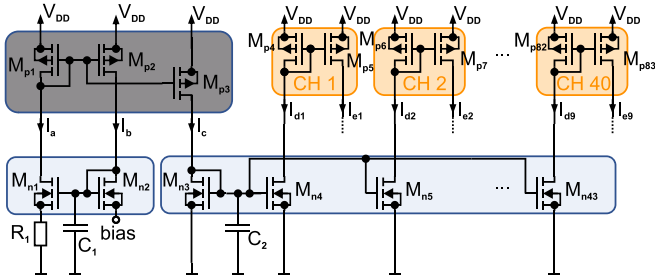 VDD VDD VDD VDD VDD VDD VDD VDD VDD
Mp1 Mp2 Mp3 Mp4 Mp5 Mp6 Mp7 ... Mp82 Mp83
CH 1 CH 2 CH 40
Ia Ib Ic Id1 Ie1 Id2 Ie2 Id9 Ie9
Mn1 Mn2 Mn3 Mn4 Mn5 ... Mn43
R1 C1 bias C2